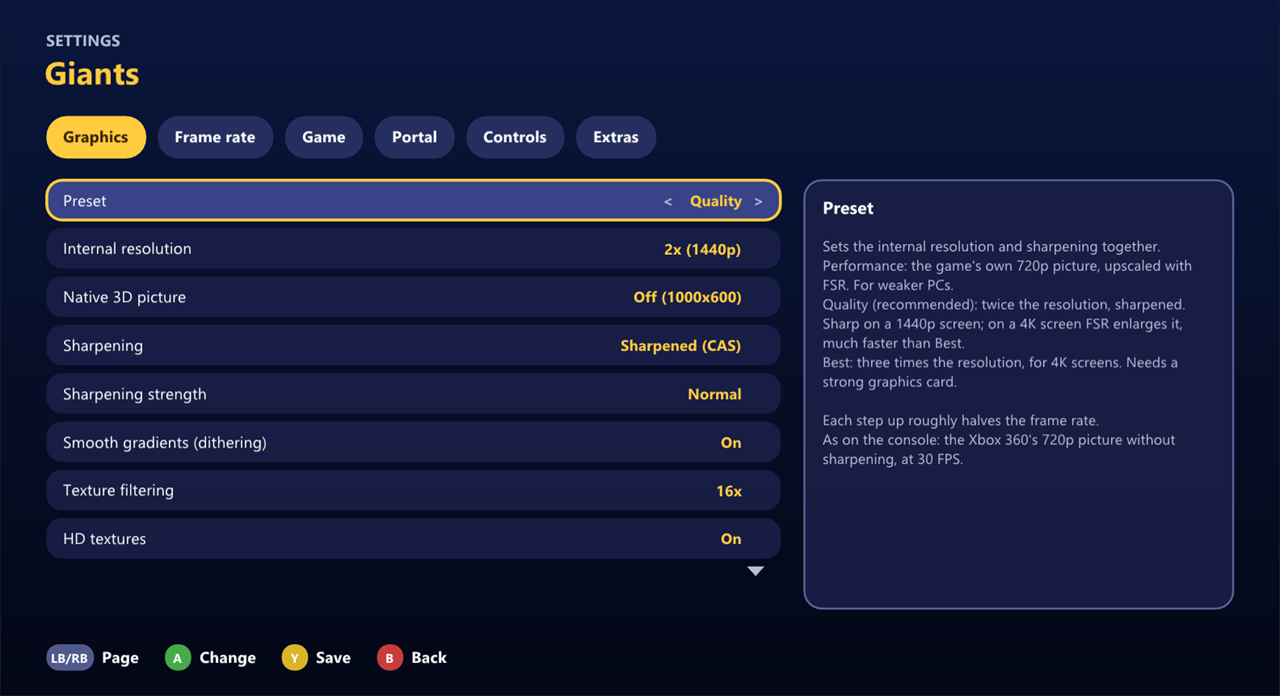 SETTINGS
Giants
Graphics Frame rate Game Portal Controls Extras
Preset < Quality >
Internal resolution 2x (1440p)
Native 3D picture Off (1000x600)
Sharpening Sharpened (CAS)
Sharpening strength Normal
Smooth gradients (dithering) On
Texture filtering 16x
HD textures On
Preset
Sets the internal resolution and sharpening together.
Performance: the game's own 720p picture, upscaled with
FSR. For weaker PCs.
Quality (recommended): twice the resolution, sharpened.
Sharp on a 1440p screen; on a 4K screen FSR enlarges it,
much faster than Best.
Best: three times the resolution, for 4K screens. Needs a
strong graphics card.
Each step up roughly halves the frame rate.
As on the console: the Xbox 360's 720p picture without
sharpening, at 30 FPS.
LB/RB Page A Change Y Save B Back